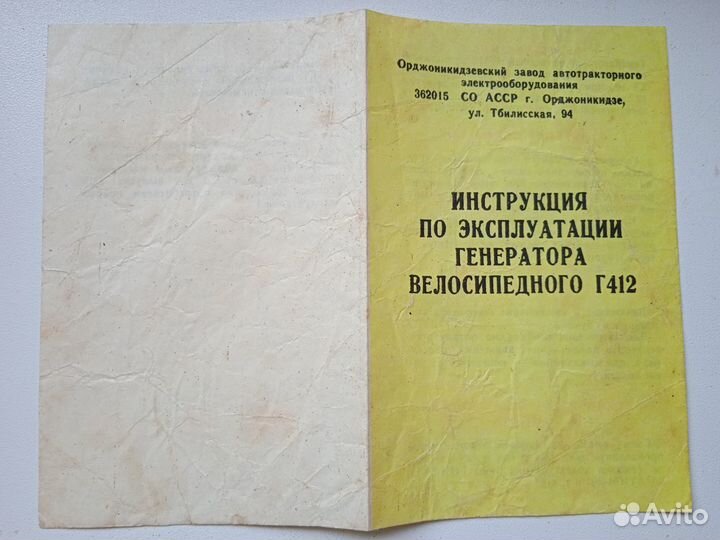 Орджоникидзевский завод автотракторного
электрооборудования
362015 СО АССР г. Орджоникидзе,
ул. Тбилисская, 94
ИНСТРУКЦИЯ
ПО ЭКСПЛУАТАЦИИ
ГЕНЕРАТОРА
ВЕЛОСИПЕДНОГО Г412
Avito